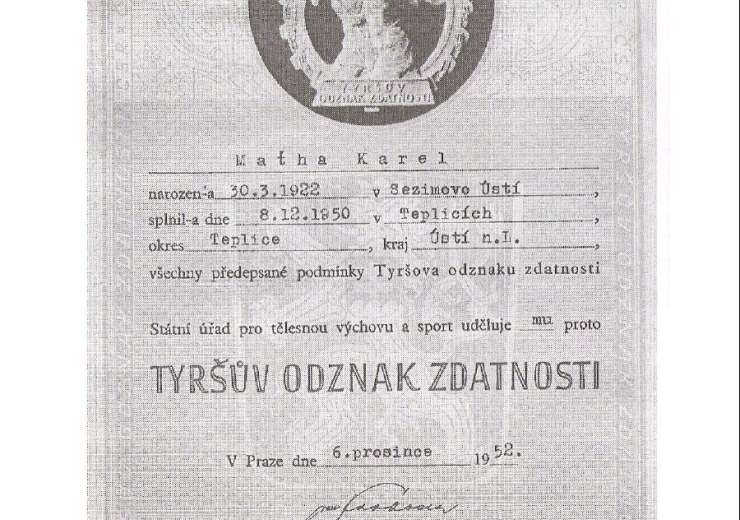 TYRŠŮV
ODZNAK ZDATNOSTI
Maťha Karel
narozen-a 30.3.1922 v Sezimovo Ústí,
splnil-a dne 8.12.1950 v Teplicích,
okres Teplice, kraj Ústí n.L.,
všechny předepsané podmínky Tyršova odznaku zdatnosti
Státní úřad pro tělesnou výchovu a sport uděluje mu proto
TYRŠŮV ODZNAK ZDATNOSTI
V Praze dne 6.prosince 1952.